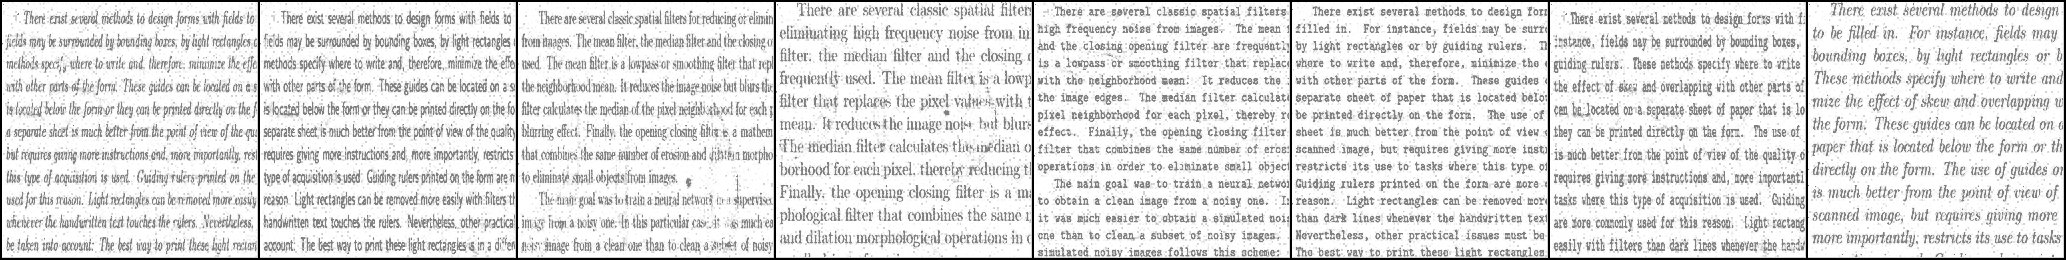 There exist several methods to design forms with fields to
fields may be surrounded by bounding boxes, by light rectangles o
methods specify where to write and, therefore, minimize the effe
with other parts of the form. These guides can be located on a s
is located below the form or they can be printed directly on the f
a separate sheet is much better from the point of view of the qua
but requires giving more instructions and, more importantly, rest
this type of acquisition is used. Guiding rulers printed on the
used for this reason. Light rectangles can be removed more easily
whenever the handwritten text touches the rulers. Nevertheless,
be taken into account: The best way to print these light rectan
There exist several methods to design forms with fields to
fields may be surrounded by bounding boxes, by light rectangles
methods specify where to write and, therefore, minimize the effe
with other parts of the form. These guides can be located on a s
is located below the form or they can be printed directly on the fo
separate sheet is much better from the point of view of the quality
requires giving more instructions and, more importantly, restricts
type of acquisition is used. Guiding rulers printed on the form are n
reason. Light rectangles can be removed more easily with filters th
handwritten text touches the rulers. Nevertheless, other practical
account: The best way to print these light rectangles is in a differ
There are several classic spatial filters for reducing or elimin
from images. The mean filter, the median filter and the closing o
used. The mean filter is a lowpass or smoothing filter that repl
the neighborhood mean. It reduces the image noise but blurs the
filter calculates the median of the pixel neighborhood for each p
blurring effect. Finally, the opening closing filter is a mathem
that combines the same number of erosion and dilation morpho
to eliminate small objects from images.
The main goal was to train a neural network in a supervised
image from a noisy one. In this particular case, it was much ea
noisy image from a clean one than to clean a subset of noisy
There are several classic spatial filters
eliminating high frequency noise from im
filter, the median filter and the closing o
frequently used. The mean filter is a lowp
filter that replaces the pixel values with t
mean. It reduces the image noise but blurs
The median filter calculates the median o
borhood for each pixel, thereby reducing th
Finally, the opening closing filter is a ma
phological filter that combines the same n
and dilation morphological operations in o
There are several classic spatial filters
high frequency noise from images. The mean f
and the closing opening filter are frequentl
is a lowpass or smoothing filter that replac
with the neighborhood mean. It reduces the i
the image edges. The median filter calculat
pixel neighborhood for each pixel, thereby r
effect. Finally, the opening closing filter
filter that combines the same number of eros
operations in order to eliminate small object
The main goal was to train a neural networ
to obtain a clean image from a noisy one. I
it was much easier to obtain a simulated noi
one than to clean a subset of noisy images.
simulated noisy images follows this scheme:
There exist several methods to design for
filled in. For instance, fields may be surr
by light rectangles or by guiding rulers. T
where to write and, therefore, minimize the
with other parts of the form. These guides
separate sheet of paper that is located belo
be printed directly on the form. The use of
sheet is much better from the point of view
scanned image, but requires giving more inst
restricts its use to tasks where this type o
Guiding rulers printed on the form are more
reason. Light rectangles can be removed mor
than dark lines whenever the handwritten tex
Nevertheless, other practical issues must be
The best way to print these light rectangles
There exist several methods to design forms with f
instance, fields may be surrounded by bounding boxes,
guiding rulers. These methods specify where to write
the effect of skew and overlapping with other parts of
can be located on a separate sheet of paper that is lo
they can be printed directly on the form. The use of
is much better from the point of view of the quality o
requires giving more instructions and, more importantl
tasks where this type of acquisition is used. Guiding
are more commonly used for this reason. Light rectang
easily with filters than dark lines whenever the handw
There exist several methods to design
to be filled in. For instance, fields may
bounding boxes, by light rectangles or b
These methods specify where to write and
mize the effect of skew and overlapping w
the form. These guides can be located on
paper that is located below the form or th
directly on the form. The use of guides on
is much better from the point of view of
scanned image, but requires giving more
more importantly, restricts its use to tasks